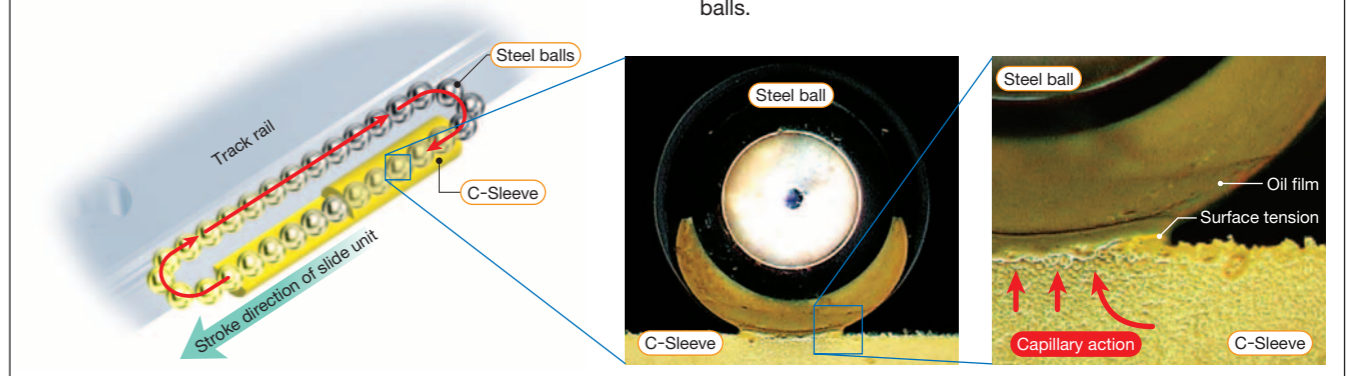 balls.
Steel balls
Track rail
C-Sleeve
Stroke direction of slide unit
Steel ball
C-Sleeve
Steel ball
Oil film
Surface tension
Capillary action
C-Sleeve